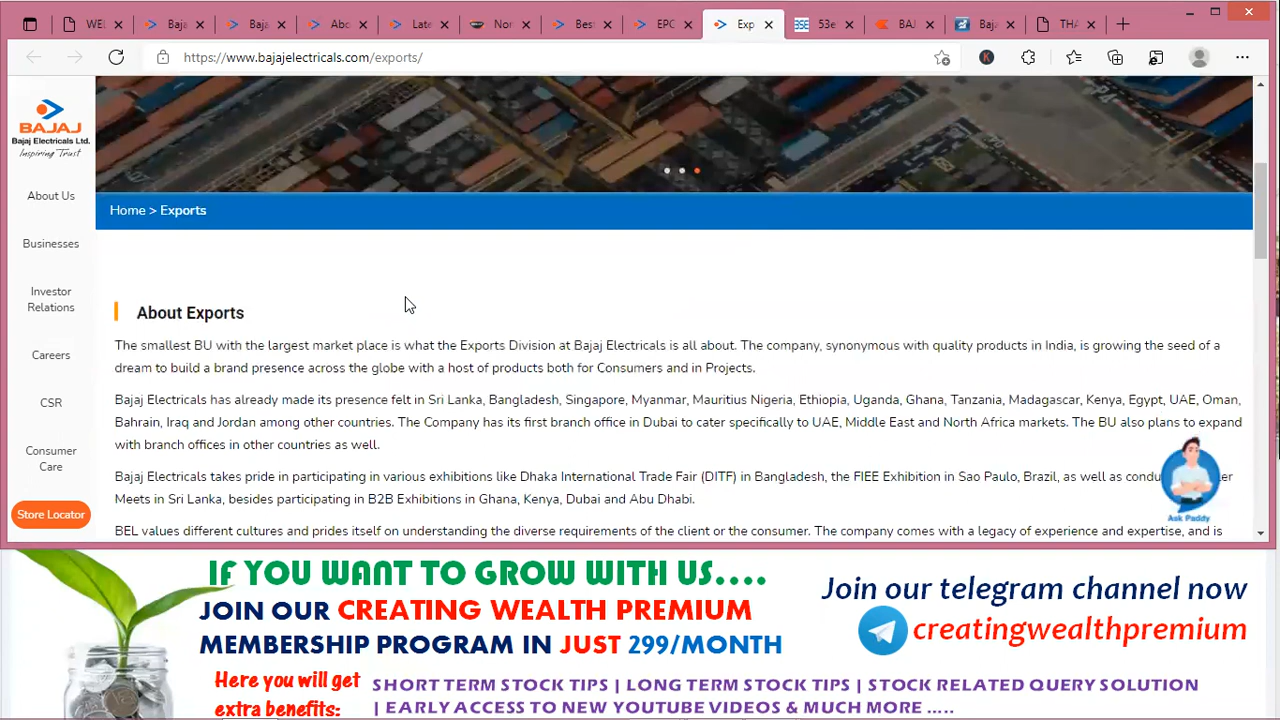 WEL
Baja
Baja
Abo
Late
Nor
Best
EPC
Exp
53e
BAJ
Baja
THA
https://www.bajajelectricals.com/exports/
K
BAJAJ
Bajaj Electricals Ltd.
Inspiring Trust
About Us
Businesses
Investor
Relations
Careers
CSR
Consumer
Care
Store Locator
Home > Exports
About Exports
The smallest BU with the largest market place is what the Exports Division at Bajaj Electricals is all about. The company, synonymous with quality products in India, is growing the seed of a
dream to build a brand presence across the globe with a host of products both for Consumers and in Projects.
Bajaj Electricals has already made its presence felt in Sri Lanka, Bangladesh, Singapore, Myanmar, Mauritius Nigeria, Ethiopia, Uganda, Ghana, Tanzania, Madagascar, Kenya, Egypt, UAE, Oman,
Bahrain, Iraq and Jordan among other countries. The Company has its first branch office in Dubai to cater specifically to UAE, Middle East and North Africa markets. The BU also plans to expand
with branch offices in other countries as well.
Bajaj Electricals takes pride in participating in various exhibitions like Dhaka International Trade Fair (DITF) in Bangladesh, the FIEE Exhibition in Sao Paulo, Brazil, as well as
Meets in Sri Lanka, besides participating in B2B Exhibitions in Ghana, Kenya, Dubai and Abu Dhabi.
BEL values different cultures and prides itself on understanding the diverse requirements of the client or the consumer. The company comes with a legacy of experience and expertise, and is
Ask Paddy
IF YOU WANT TO GROW WITH US....
JOIN OUR CREATING WEALTH PREMIUM
MEMBERSHIP PROGRAM IN JUST 299/MONTH
Join our telegram channel now
creatingwealthpremium
Here you will get
extra benefits:
SHORT TERM STOCK TIPS | LONG TERM STOCK TIPS | STOCK RELATED QUERY SOLUTION
| EARLY ACCESS TO NEW YOUTUBE VIDEOS & MUCH MORE .....